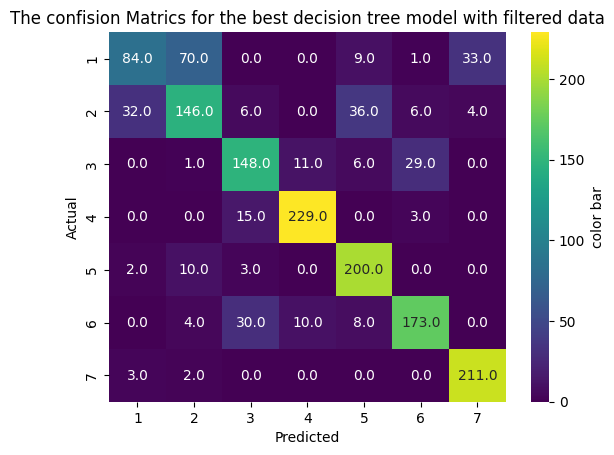 The confision Matrics for the best decision tree model with filtered data
1 84.0 70.0 0.0 0.0 9.0 1.0 33.0
2 32.0 146.0 6.0 0.0 36.0 6.0 4.0
3 0.0 1.0 148.0 11.0 6.0 29.0 0.0
4 0.0 0.0 15.0 229.0 0.0 3.0 0.0
5 2.0 10.0 3.0 0.0 200.0 0.0 0.0
6 0.0 4.0 30.0 10.0 8.0 173.0 0.0
7 3.0 2.0 0.0 0.0 0.0 0.0 211.0
1 2 3 4 5 6 7
Predicted
Actual
200
150
100
50
0
color bar